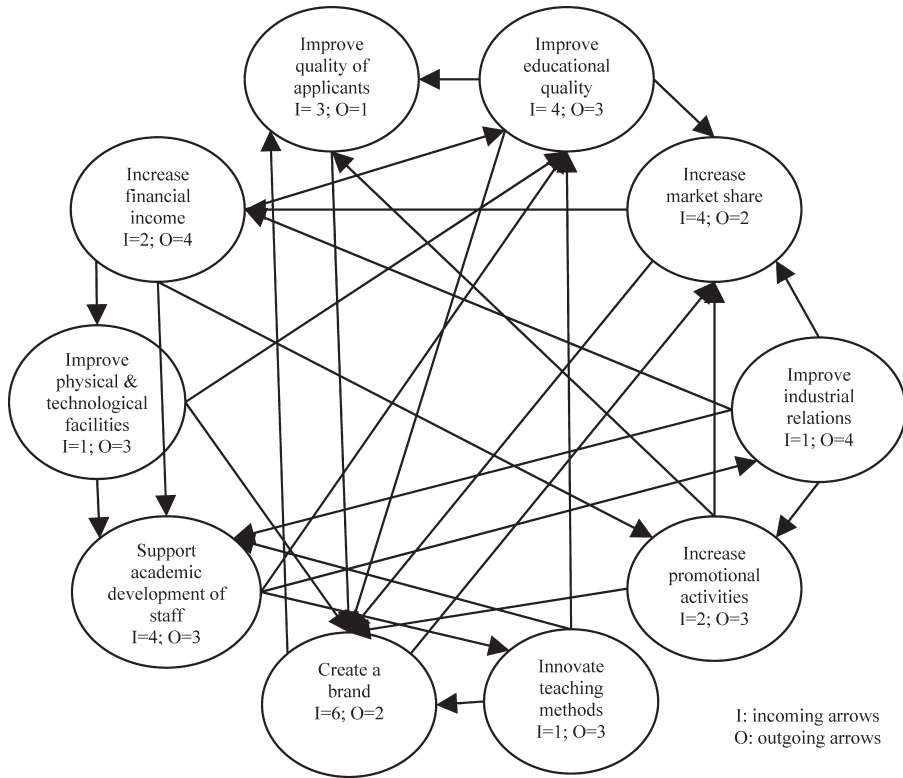 Improve
quality of
applicants
I= 3; O=1
Improve
educational
quality
I= 4; O=3
Increase
financial
income
I=2; O=4
Increase
market share
I=4; O=2
Improve
physical &
technological
facilities
I=1; O=3
Improve
industrial
relations
I=1; O=4
Support
academic
development of
staff
I=4; O=3
Increase
promotional
activities
I=2; O=3
Create a
brand
I=6; O=2
Innovate
teaching
methods
I=1; O=3
I: incoming arrows
O: outgoing arrows